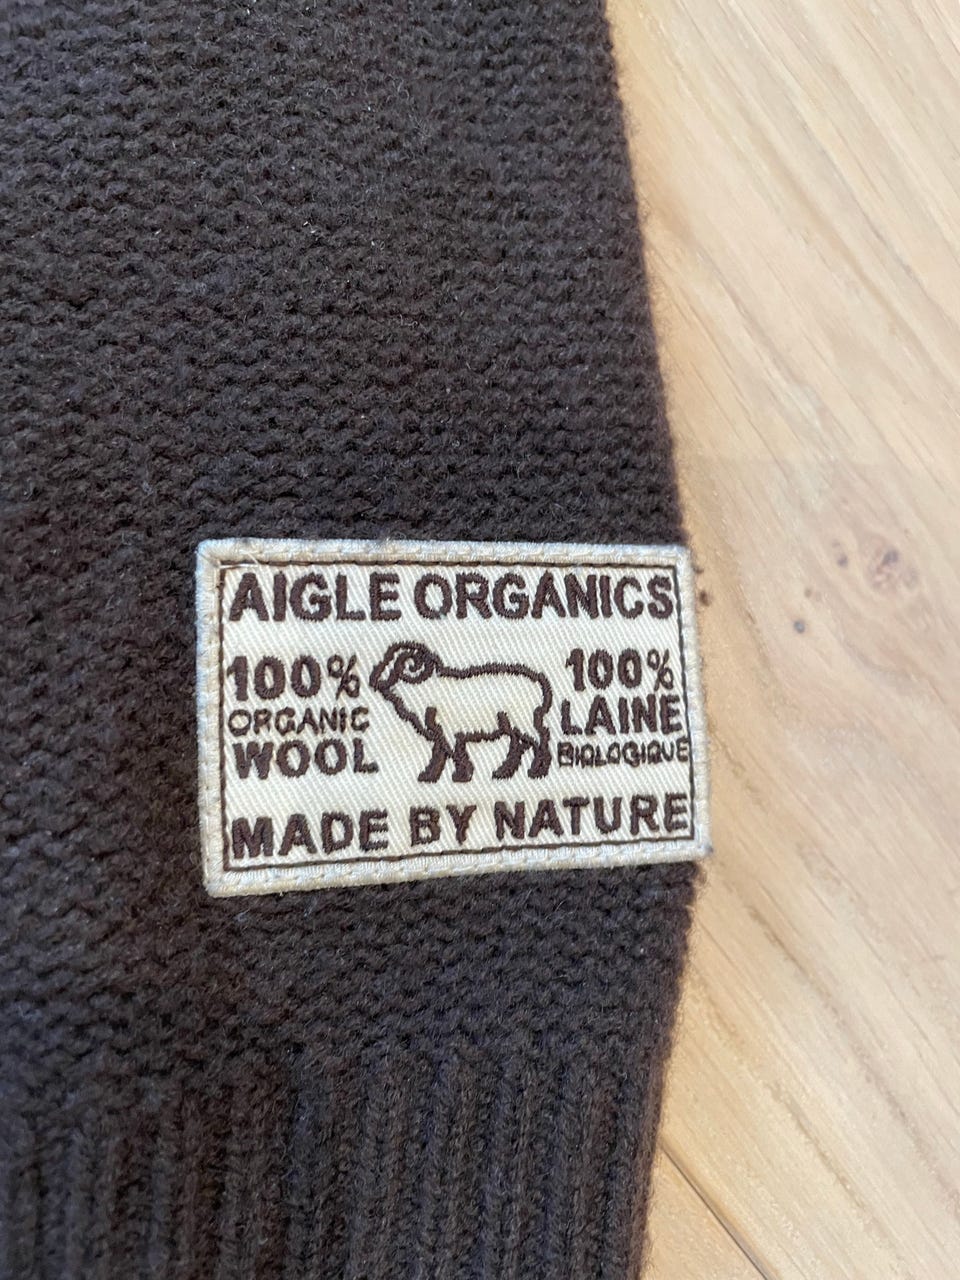 AIGLE ORGANICS
100%
ORGANIC
WOOL
100%
LAINE
BIOLOGIQUE
MADE BY NATURE